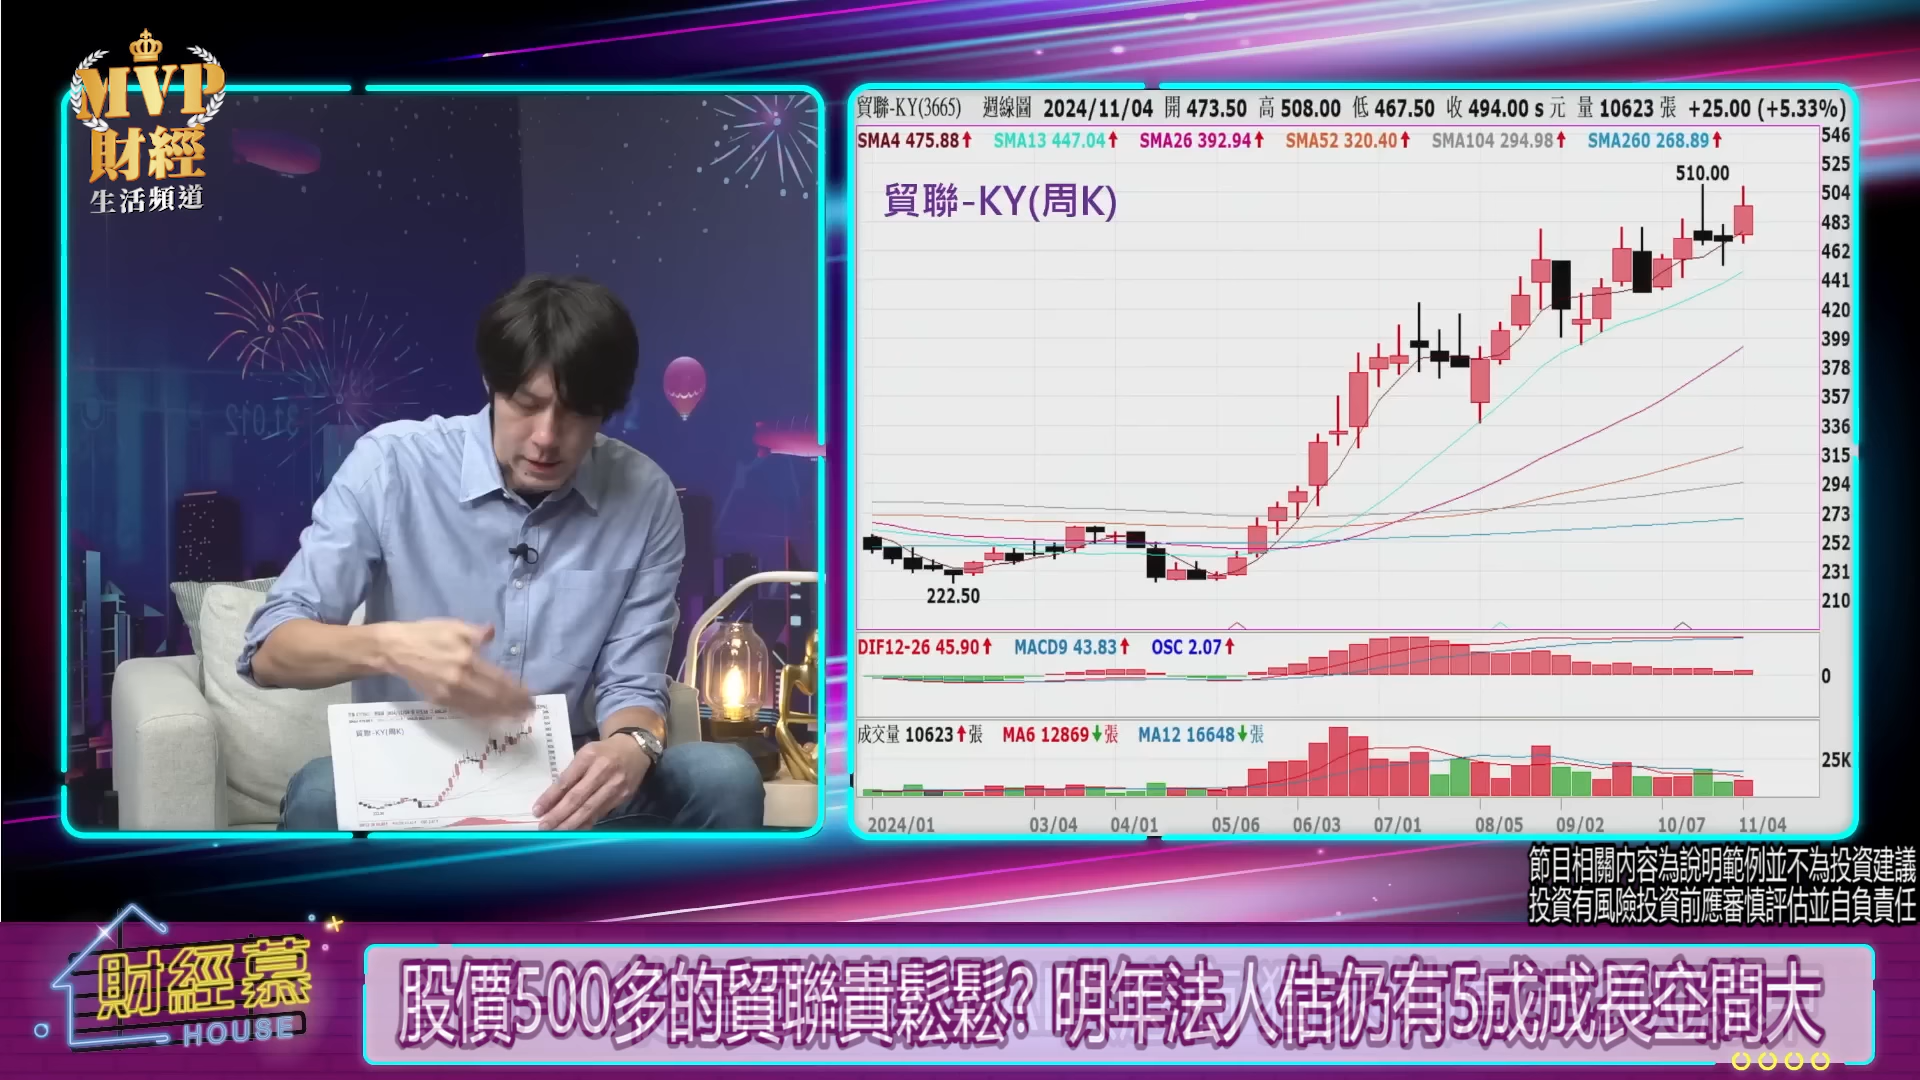 MVP
財經
生活頻道
貿聯-KY(3665) 週線圖 2024/11/04 開 473.50 高 508.00 低 467.50 收 494.00 s 元 量 10623 張 +25.00 (+5.33%)
SMA4 475.88↑ SMA13 447.04↑ SMA26 392.94↑ SMA52 320.40↑ SMA104 294.98↑ SMA260 268.89↑
貿聯-KY(周K)
510.00
222.50
546
525
504
483
462
441
420
399
378
357
336
315
294
273
252
231
210
DIF12-26 45.90↑ MACD9 43.83↑ OSC 2.07↑
0
成交量 10623↑張 MA6 12869↓張 MA12 16648↓張
25K
2024/01 03/04 04/01 05/06 06/03 07/01 08/05 09/02 10/07 11/04
貿聯-KY(周K)
節目相關內容為說明範例並不為投資建議
投資有風險投資前應審慎評估並自負責任
財經慕
HOUSE
股價500多的貿聯貴鬆鬆? 明年法人估仍有5成成長空間大